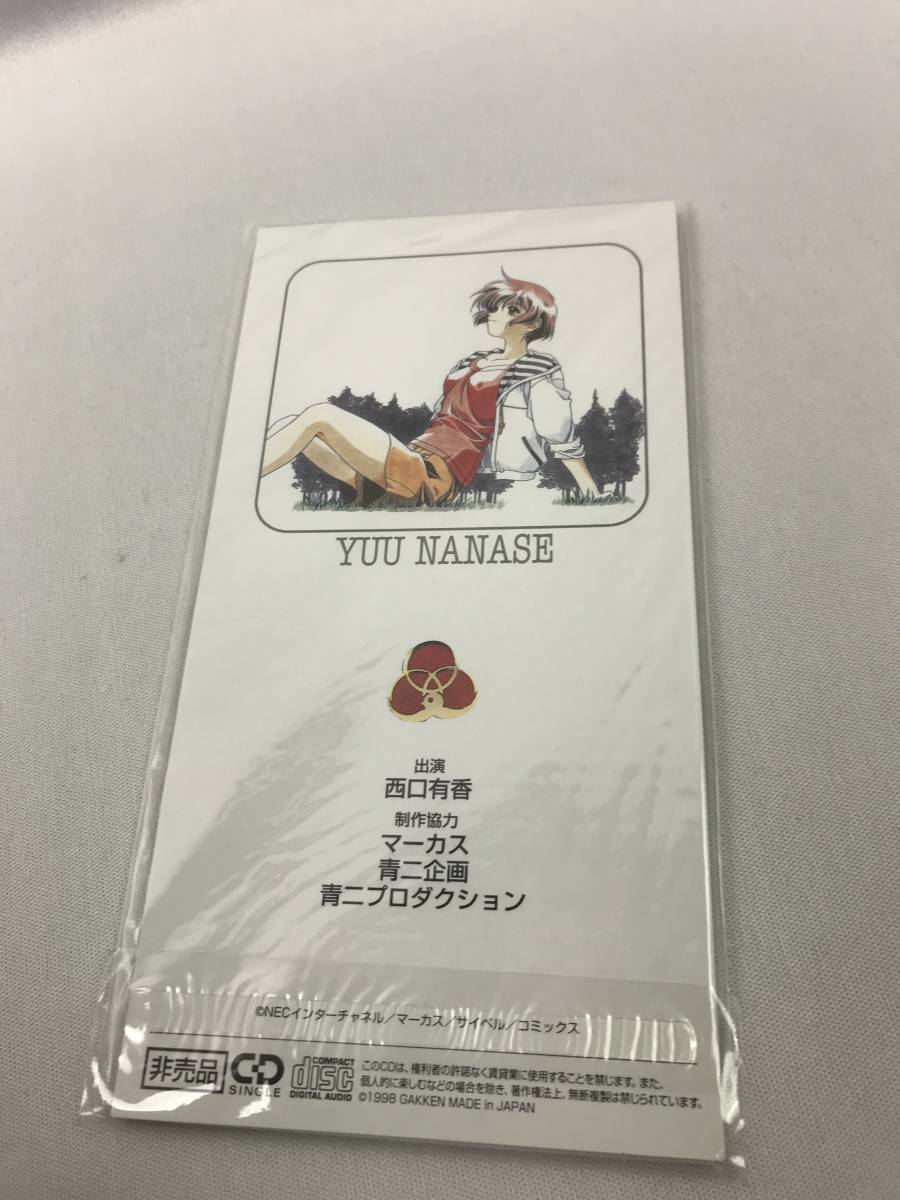 YUU NANASE
出演
西口有香
制作協力
マーカス
青二企画
青二プロダクション
©NECインターチャネル／マーカス／サイベル／コミックス
非売品 CD SINGLE COMPACT disc DIGITAL AUDIO
このCDは、権利者の許諾なく賃貸業に使用することを禁じます。また、
個人的に楽しむなどの場合を除き、著作権法上、無断複製は禁じられています。
©1998 GAKKEN MADE in JAPAN